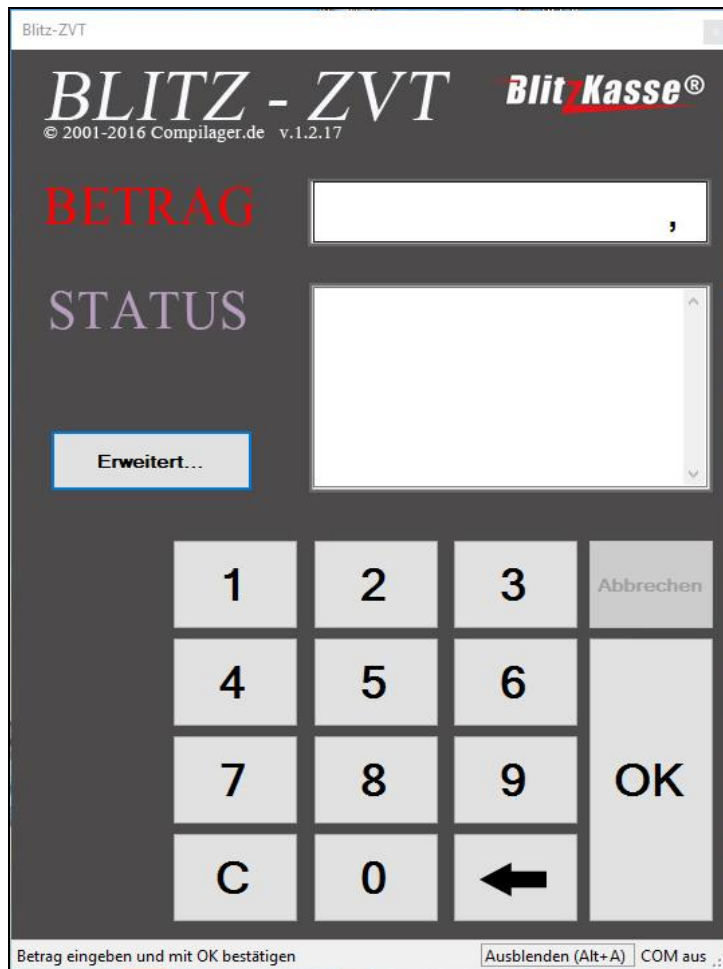 Blitz-ZVT
BLITZ - ZVT
BlitzKasse®
© 2001-2016 Compilager.de v.1.2.17
BETRAG
,
STATUS
Erweitert...
1 2 3 Abbrechen
4 5 6
7 8 9 OK
C 0
Betrag eingeben und mit OK bestätigen
Ausblenden (Alt+A) COM aus